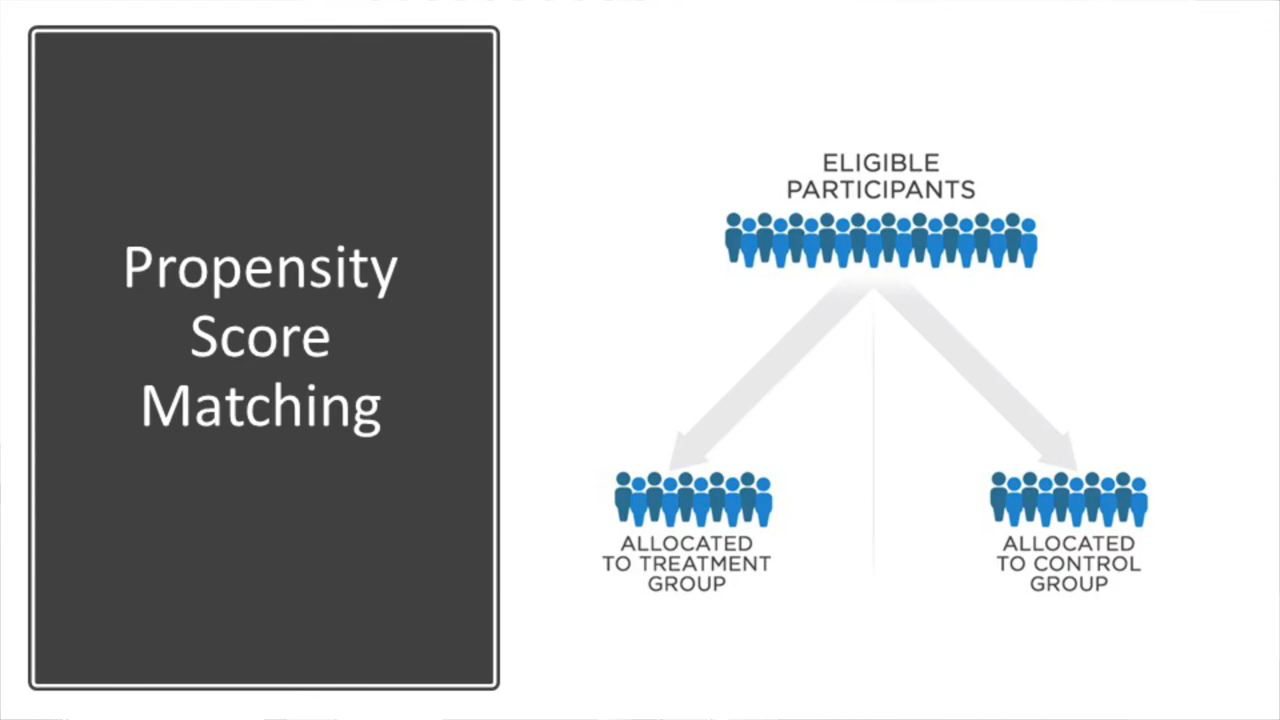 Propensity
Score
Matching
ELIGIBLE
PARTICIPANTS
ALLOCATED
TO TREATMENT
GROUP
ALLOCATED
TO CONTROL
GROUP